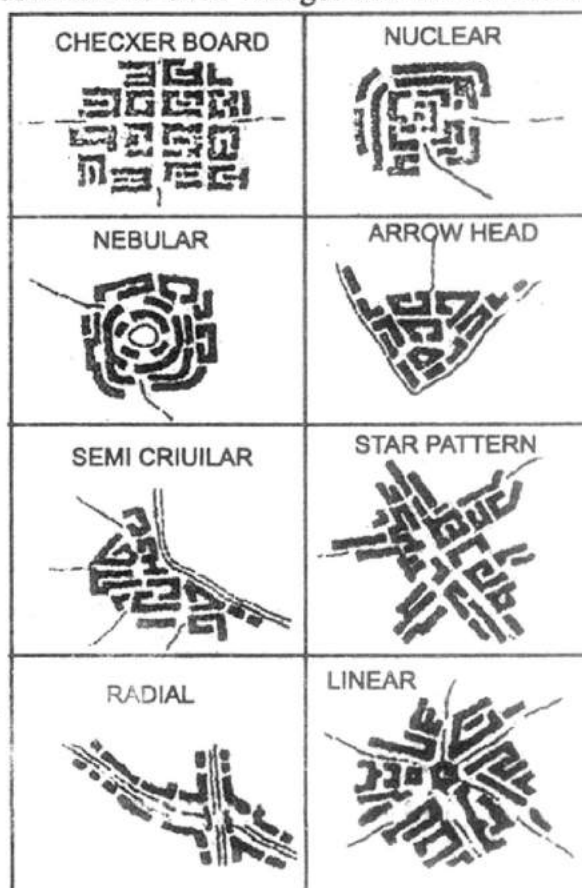 CHECXER BOARD
NUCLEAR
NEBULAR
ARROW HEAD
SEMI CRIUILAR
STAR PATTERN
RADIAL
LINEAR